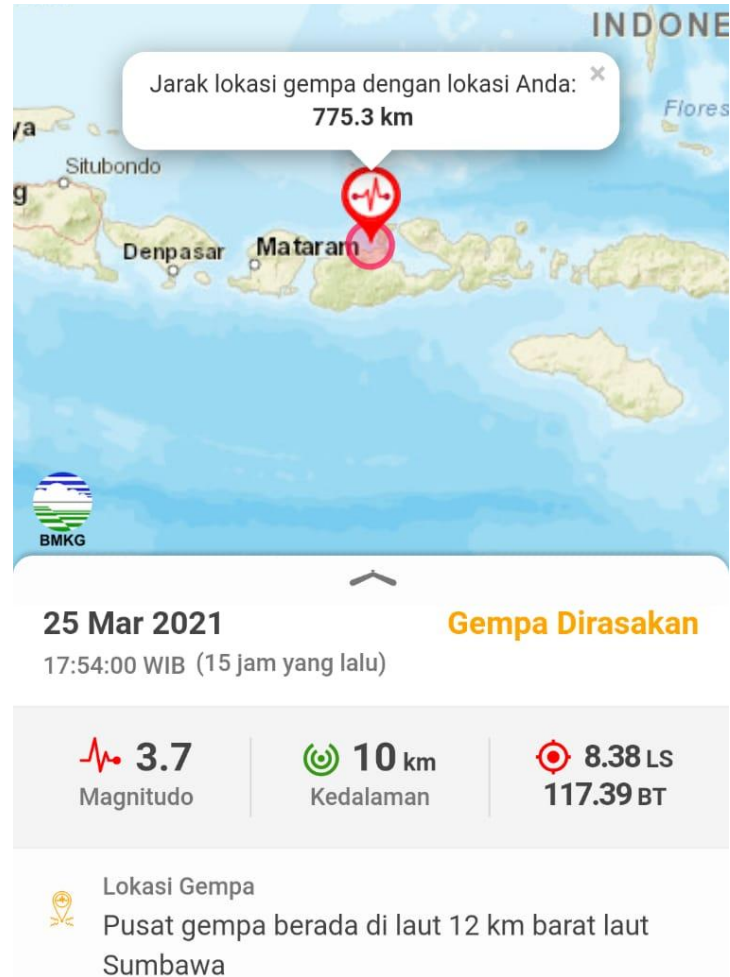 INDONE
Jarak lokasi gempa dengan lokasi Anda: ×
775.3 km
Flores
ya
Situbondo
g
Denpasar
Mataram
BMKG
25 Mar 2021
Gempa Dirasakan
17:54:00 WIB (15 jam yang lalu)
3.7
Magnitudo
10 km
Kedalaman
8.38 LS
117.39 BT
Lokasi Gempa
Pusat gempa berada di laut 12 km barat laut
Sumbawa